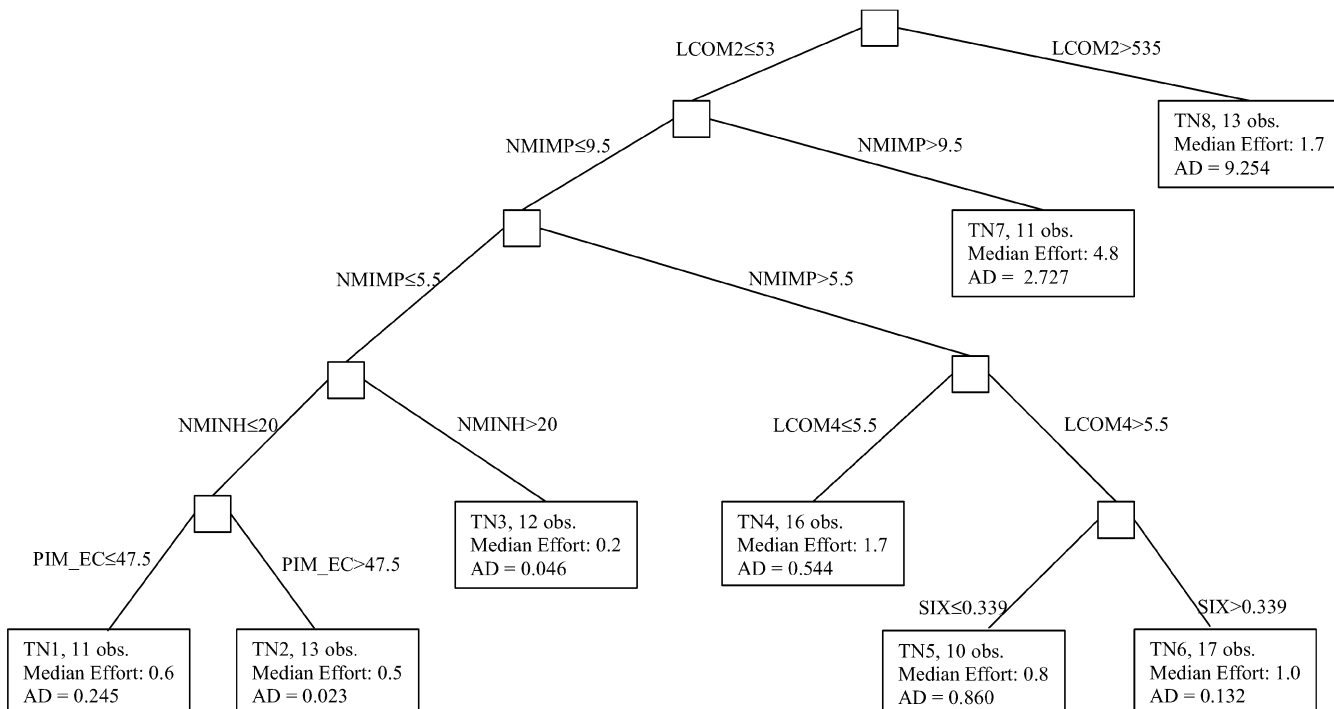 LCOM2≤53
LCOM2>535
TN8, 13 obs.
Median Effort: 1.7
AD = 9.254
NMIMP≤9.5
NMIMP>9.5
TN7, 11 obs.
Median Effort: 4.8
AD = 2.727
NMIMP≤5.5
NMIMP>5.5
NMINH≤20
NMINH>20
LCOM4≤5.5
LCOM4>5.5
TN3, 12 obs.
Median Effort: 0.2
AD = 0.046
TN4, 16 obs.
Median Effort: 1.7
AD = 0.544
PIM_EC≤47.5
PIM_EC>47.5
SIX≤0.339
SIX>0.339
TN1, 11 obs.
Median Effort: 0.6
AD = 0.245
TN2, 13 obs.
Median Effort: 0.5
AD = 0.023
TN5, 10 obs.
Median Effort: 0.8
AD = 0.860
TN6, 17 obs.
Median Effort: 1.0
AD = 0.132